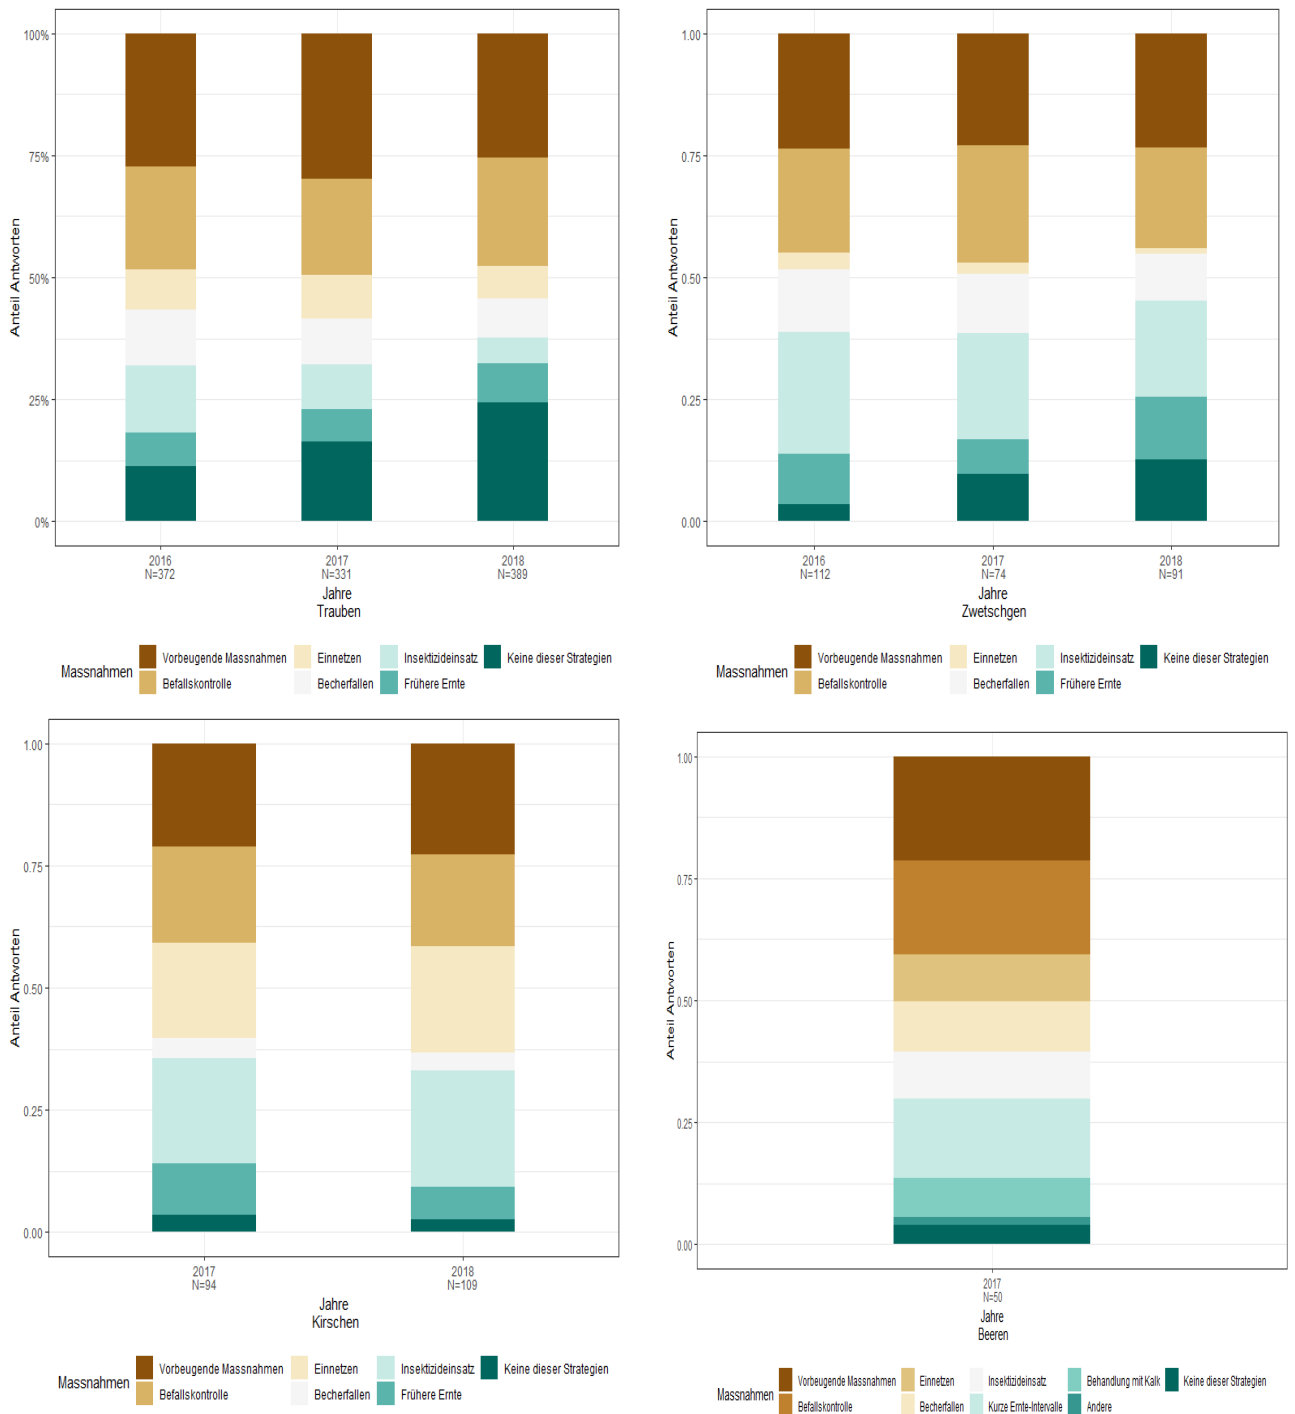 100%
75%
50%
25%
0%
Anteil Antworten
2016 2017 2018
N=372 N=331 N=389
Jahre
Trauben
Massnahmen
Vorbeugende Massnahmen Einnetzen Insektizideinsatz Keine dieser Strategien
Befallskontrolle Becherfallen Frühere Ernte
1.00
0.75
0.50
0.25
0.00
Anteil Antworten
2016 2017 2018
N=112 N=74 N=91
Jahre
Zwetschgen
Massnahmen
Vorbeugende Massnahmen Einnetzen Insektizideinsatz Keine dieser Strategien
Befallskontrolle Becherfallen Frühere Ernte
1.00
0.75
0.50
0.25
0.00
Anteil Antworten
2017 2018
N=94 N=109
Jahre
Kirschen
Massnahmen
Vorbeugende Massnahmen Einnetzen Insektizideinsatz Keine dieser Strategien
Befallskontrolle Becherfallen Frühere Ernte
1.00
0.75
0.50
0.25
0.00
Anteil Antworten
2017
N=50
Jahre
Beeren
Massnahmen
Vorbeugende Massnahmen Einnetzen Insektizideinsatz Behandlung mit Kalk Keine dieser Strategien
Befallskontrolle Becherfallen Kurze Ernte-Intervalle Andere